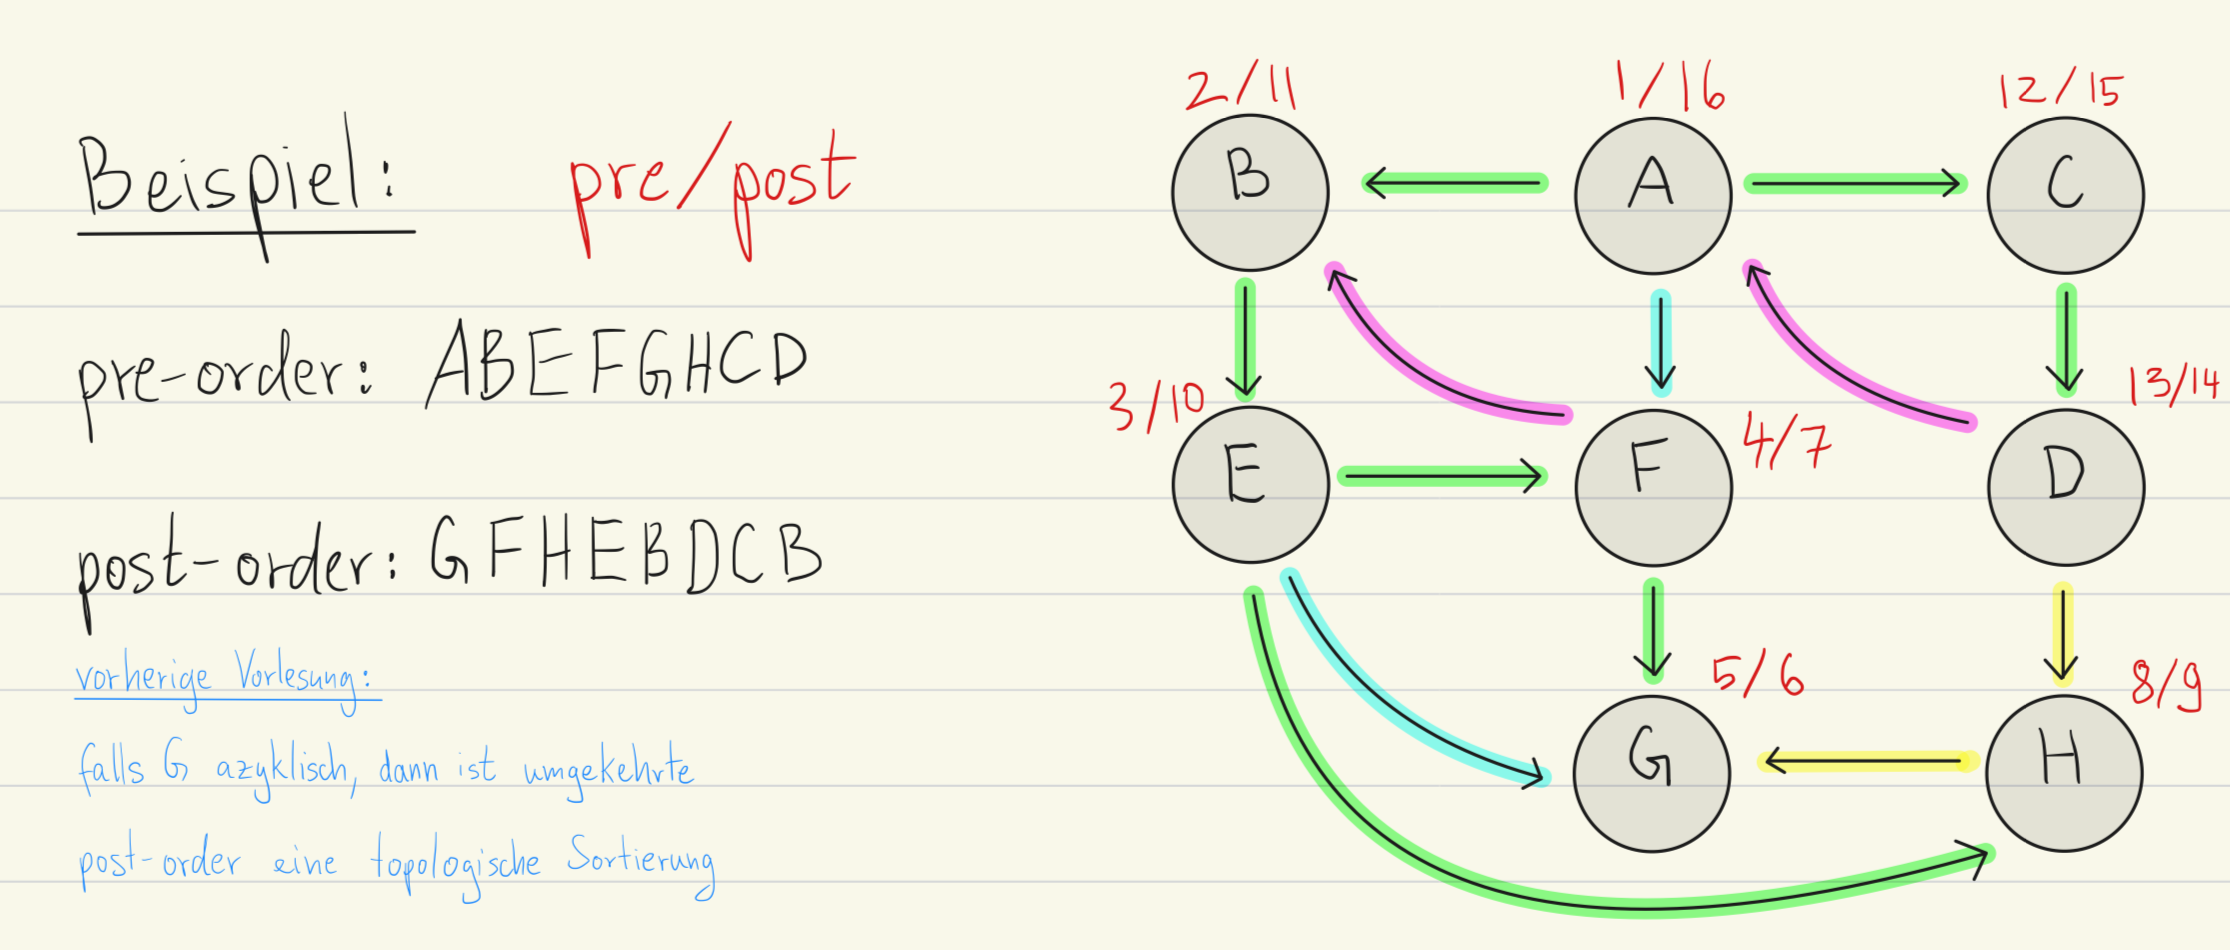 Beispiel: pre/post
pre-order: ABEFGHCD
post-order: GFHEBDCB
vorherige Vorlesung:
falls G azyklisch, dann ist umgekehrte
post-order eine topologische Sortierung
2/11 1/16 12/15
B A C
3/10 4/7 13/14
E F D
5/6 8/9
G H